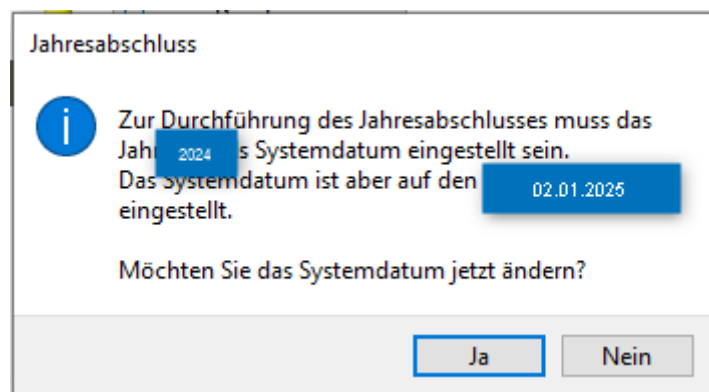 Jahresabschluss
Zur Durchführung des Jahresabschlusses muss das
Jahr 2024 s Systemdatum eingestellt sein.
Das Systemdatum ist aber auf den 02.01.2025
eingestellt.
Möchten Sie das Systemdatum jetzt ändern?
Ja Nein